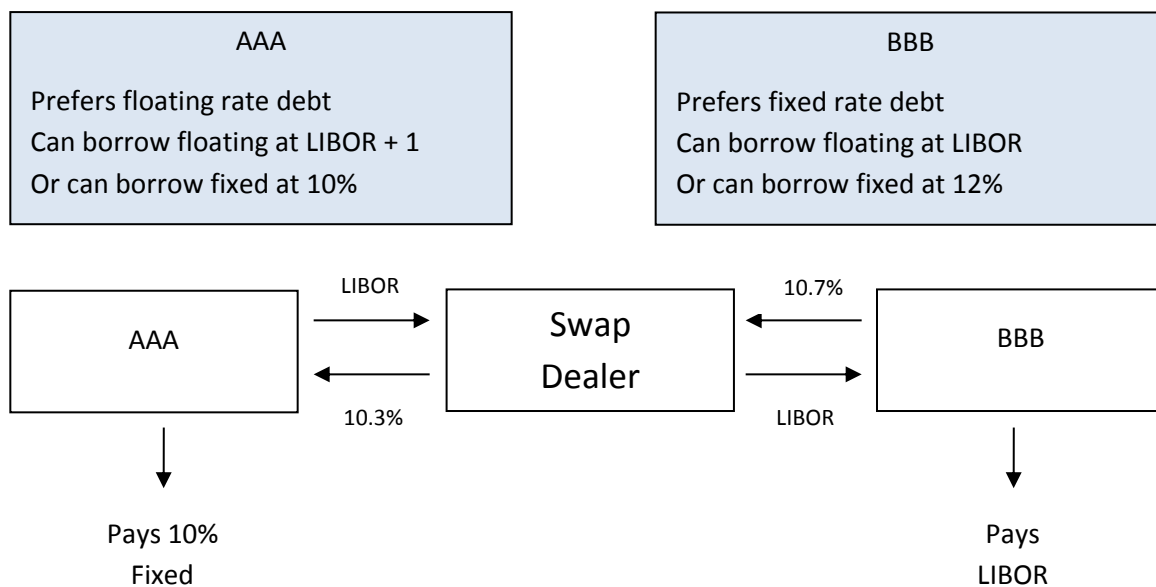 AAA
Prefers floating rate debt
Can borrow floating at LIBOR + 1
Or can borrow fixed at 10%
BBB
Prefers fixed rate debt
Can borrow floating at LIBOR
Or can borrow fixed at 12%
AAA
LIBOR
10.3%
Swap
Dealer
10.7%
LIBOR
BBB
Pays 10%
Fixed
Pays
LIBOR